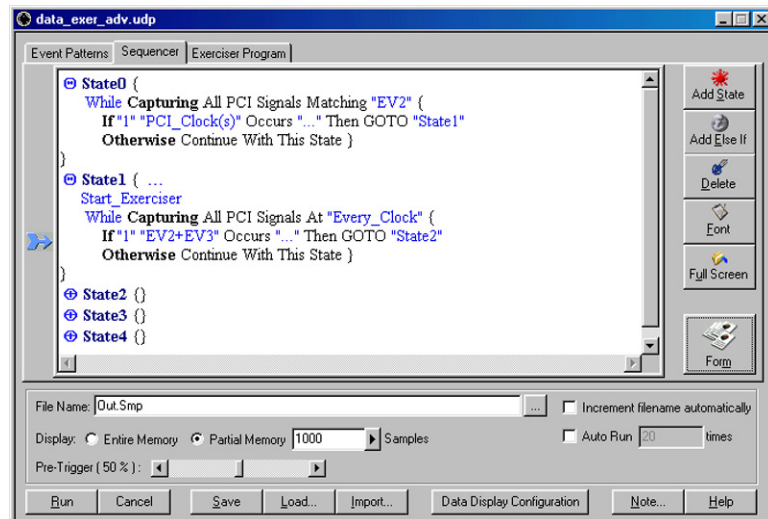 data_exer_adv.udp
Event Patterns Sequencer Exerciser Program
State0 {
While Capturing All PCI Signals Matching "EV2" {
If "1" "PCI_Clock(s)" Occurs "..." Then GOTO "State1"
Otherwise Continue With This State }
}
State1 { ...
Start_Exerciser
While Capturing All PCI Signals At "Every_Clock" {
If "1" "EV2+EV3" Occurs "..." Then GOTO "State2"
Otherwise Continue With This State }
}
State2 {}
State3 {}
State4 {}
Add State
Add Else If
Delete
Font
Full Screen
Form
File Name: Out.Smp ... Increment filename automatically
Display: Entire Memory Partial Memory 1000 Samples Auto Run 20 times
Pre-Trigger ( 50 % ) :
Run Cancel Save Load... Import... Data Display Configuration Note... Help